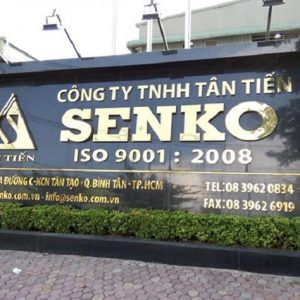 CÔNG TY TNHH TÂN TIẾN
SENKO
ISO 9001 : 2008
TIẾN
ĐƯỜNG C-KCN TÂN TẠO-Q.BÌNH TÂN-TP.HCM
TEL:08 3962 0834
nko.com.vn-info@senko.com.vn
FAX:08 3962 6919